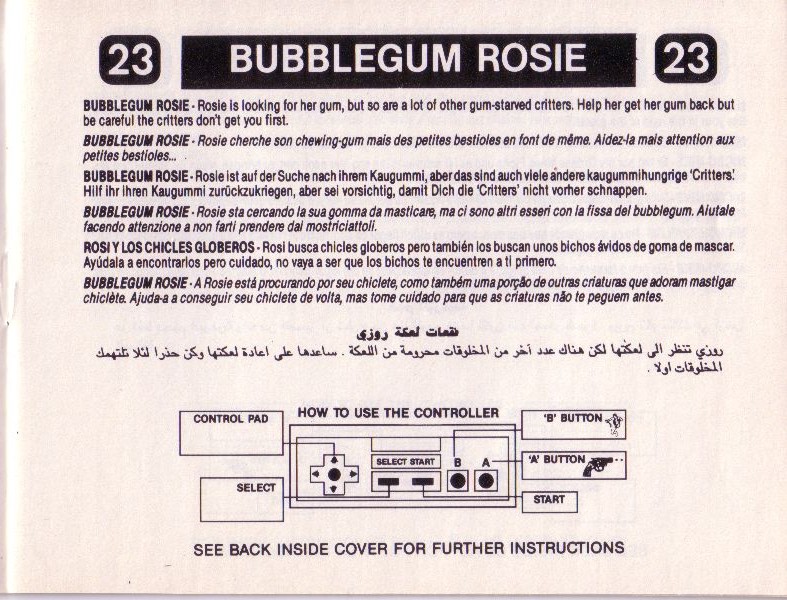 23 BUBBLEGUM ROSIE 23
BUBBLEGUM ROSIE - Rosie is looking for her gum, but so are a lot of other gum-starved critters. Help her get her gum back but
be careful the critters don't get you first.
BUBBLEGUM ROSIE - Rosie cherche son chewing-gum mais des petites bestioles en font de même. Aidez-la mais attention aux
petites bestioles...
BUBBLEGUM ROSIE - Rosie ist auf der Suche nach ihrem Kaugummi, aber das sind auch viele andere kaugummihungrige 'Critters'.
Hilf ihr ihren Kaugummi zurückzukriegen, aber sei vorsichtig, damit Dich die 'Critters' nicht vorher schnappen.
BUBBLEGUM ROSIE - Rosie sta cercando la sua gomma da masticare, ma ci sono altri esseri con la fissa del bubblegum. Aiutale
facendo attenzione a non farti prendere dai mostriciattoli.
ROSI Y LOS CHICLES GLOBEROS - Rosi busca chicles globeros pero también los buscan unos bichos ávidos de goma de mascar.
Ayúdala a encontrarlos pero cuidado, no vaya a ser que los bichos te encuentren a ti primero.
BUBBLEGUM ROSIE - A Rosie está procurando por seu chiclete, como também uma porção de outras criaturas que adoram mastigar
chiclète. Ajuda-a a conseguir seu chiclete de volta, mas tome cuidado para que as criaturas não te peguem antes.
فقعات لعكة روزي
روزي تنظر الى لعكتها لكن هناك عدد آخر من المخلوقات محرومة من اللعكة . ساعدها على اعادة لعكتها وكن حذرا لئلا تلتهمك
المخلوقات اولا .
HOW TO USE THE CONTROLLER
CONTROL PAD
'B' BUTTON
SELECT START B A
'A' BUTTON
SELECT
START
SEE BACK INSIDE COVER FOR FURTHER INSTRUCTIONS